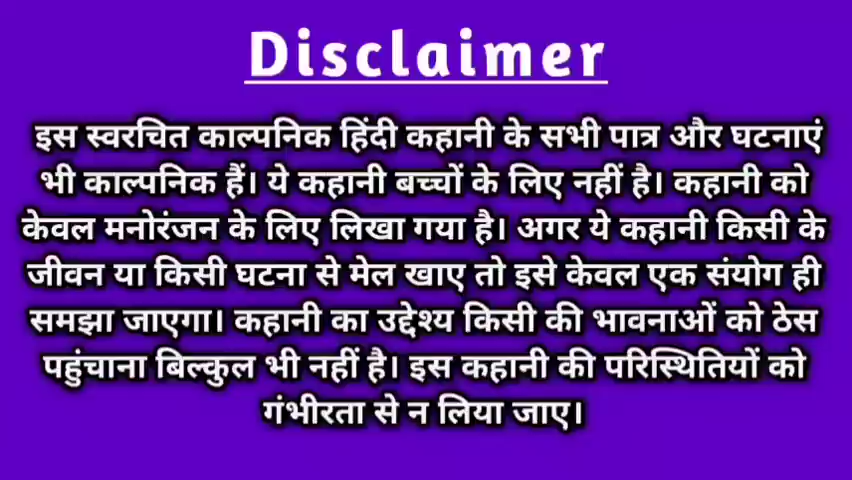 Disclaimer
इस स्वरचित काल्पनिक हिंदी कहानी के सभी पात्र और घटनाएं
भी काल्पनिक हैं। ये कहानी बच्चों के लिए नहीं है। कहानी को
केवल मनोरंजन के लिए लिखा गया है। अगर ये कहानी किसी के
जीवन या किसी घटना से मेल खाए तो इसे केवल एक संयोग ही
समझा जाएगा। कहानी का उद्देश्य किसी की भावनाओं को ठेस
पहुंचाना बिल्कुल भी नहीं है। इस कहानी की परिस्थितियों को
गंभीरता से न लिया जाए।